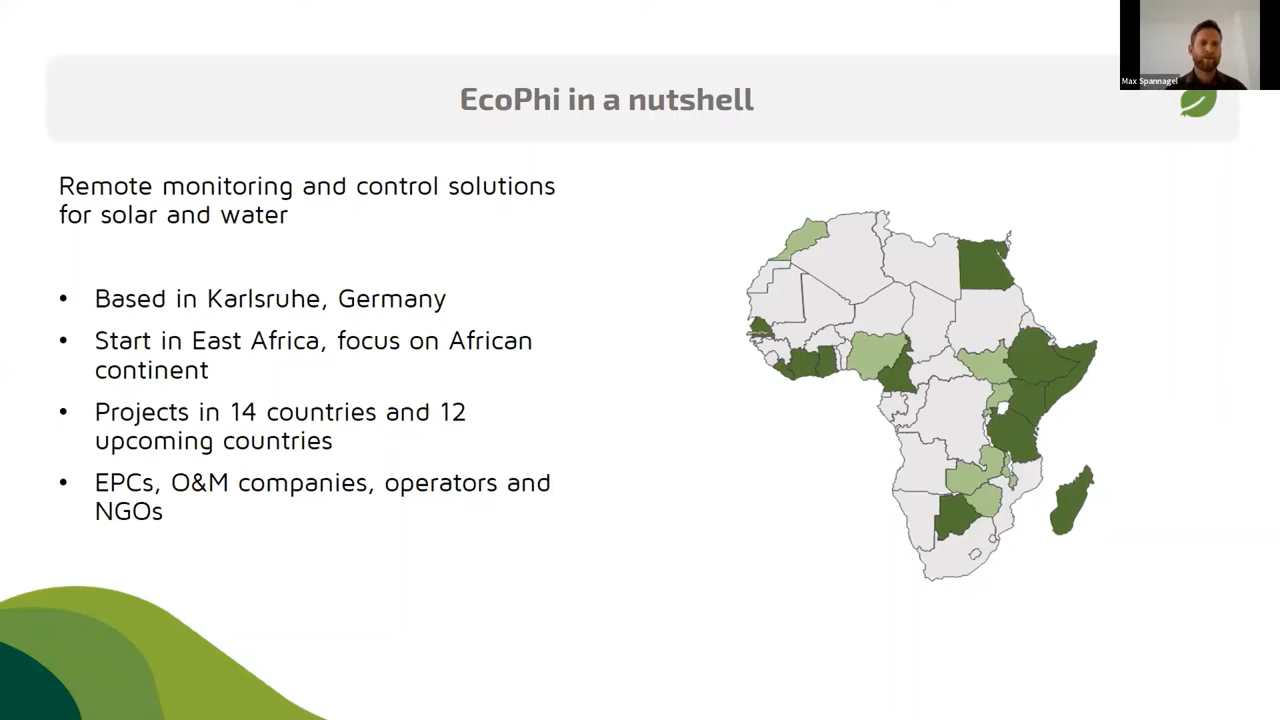 Max Spannagel
EcoPhi in a nutshell
Remote monitoring and control solutions
for solar and water
• Based in Karlsruhe, Germany
• Start in East Africa, focus on African
continent
• Projects in 14 countries and 12
upcoming countries
• EPCs, O&M companies, operators and
NGOs